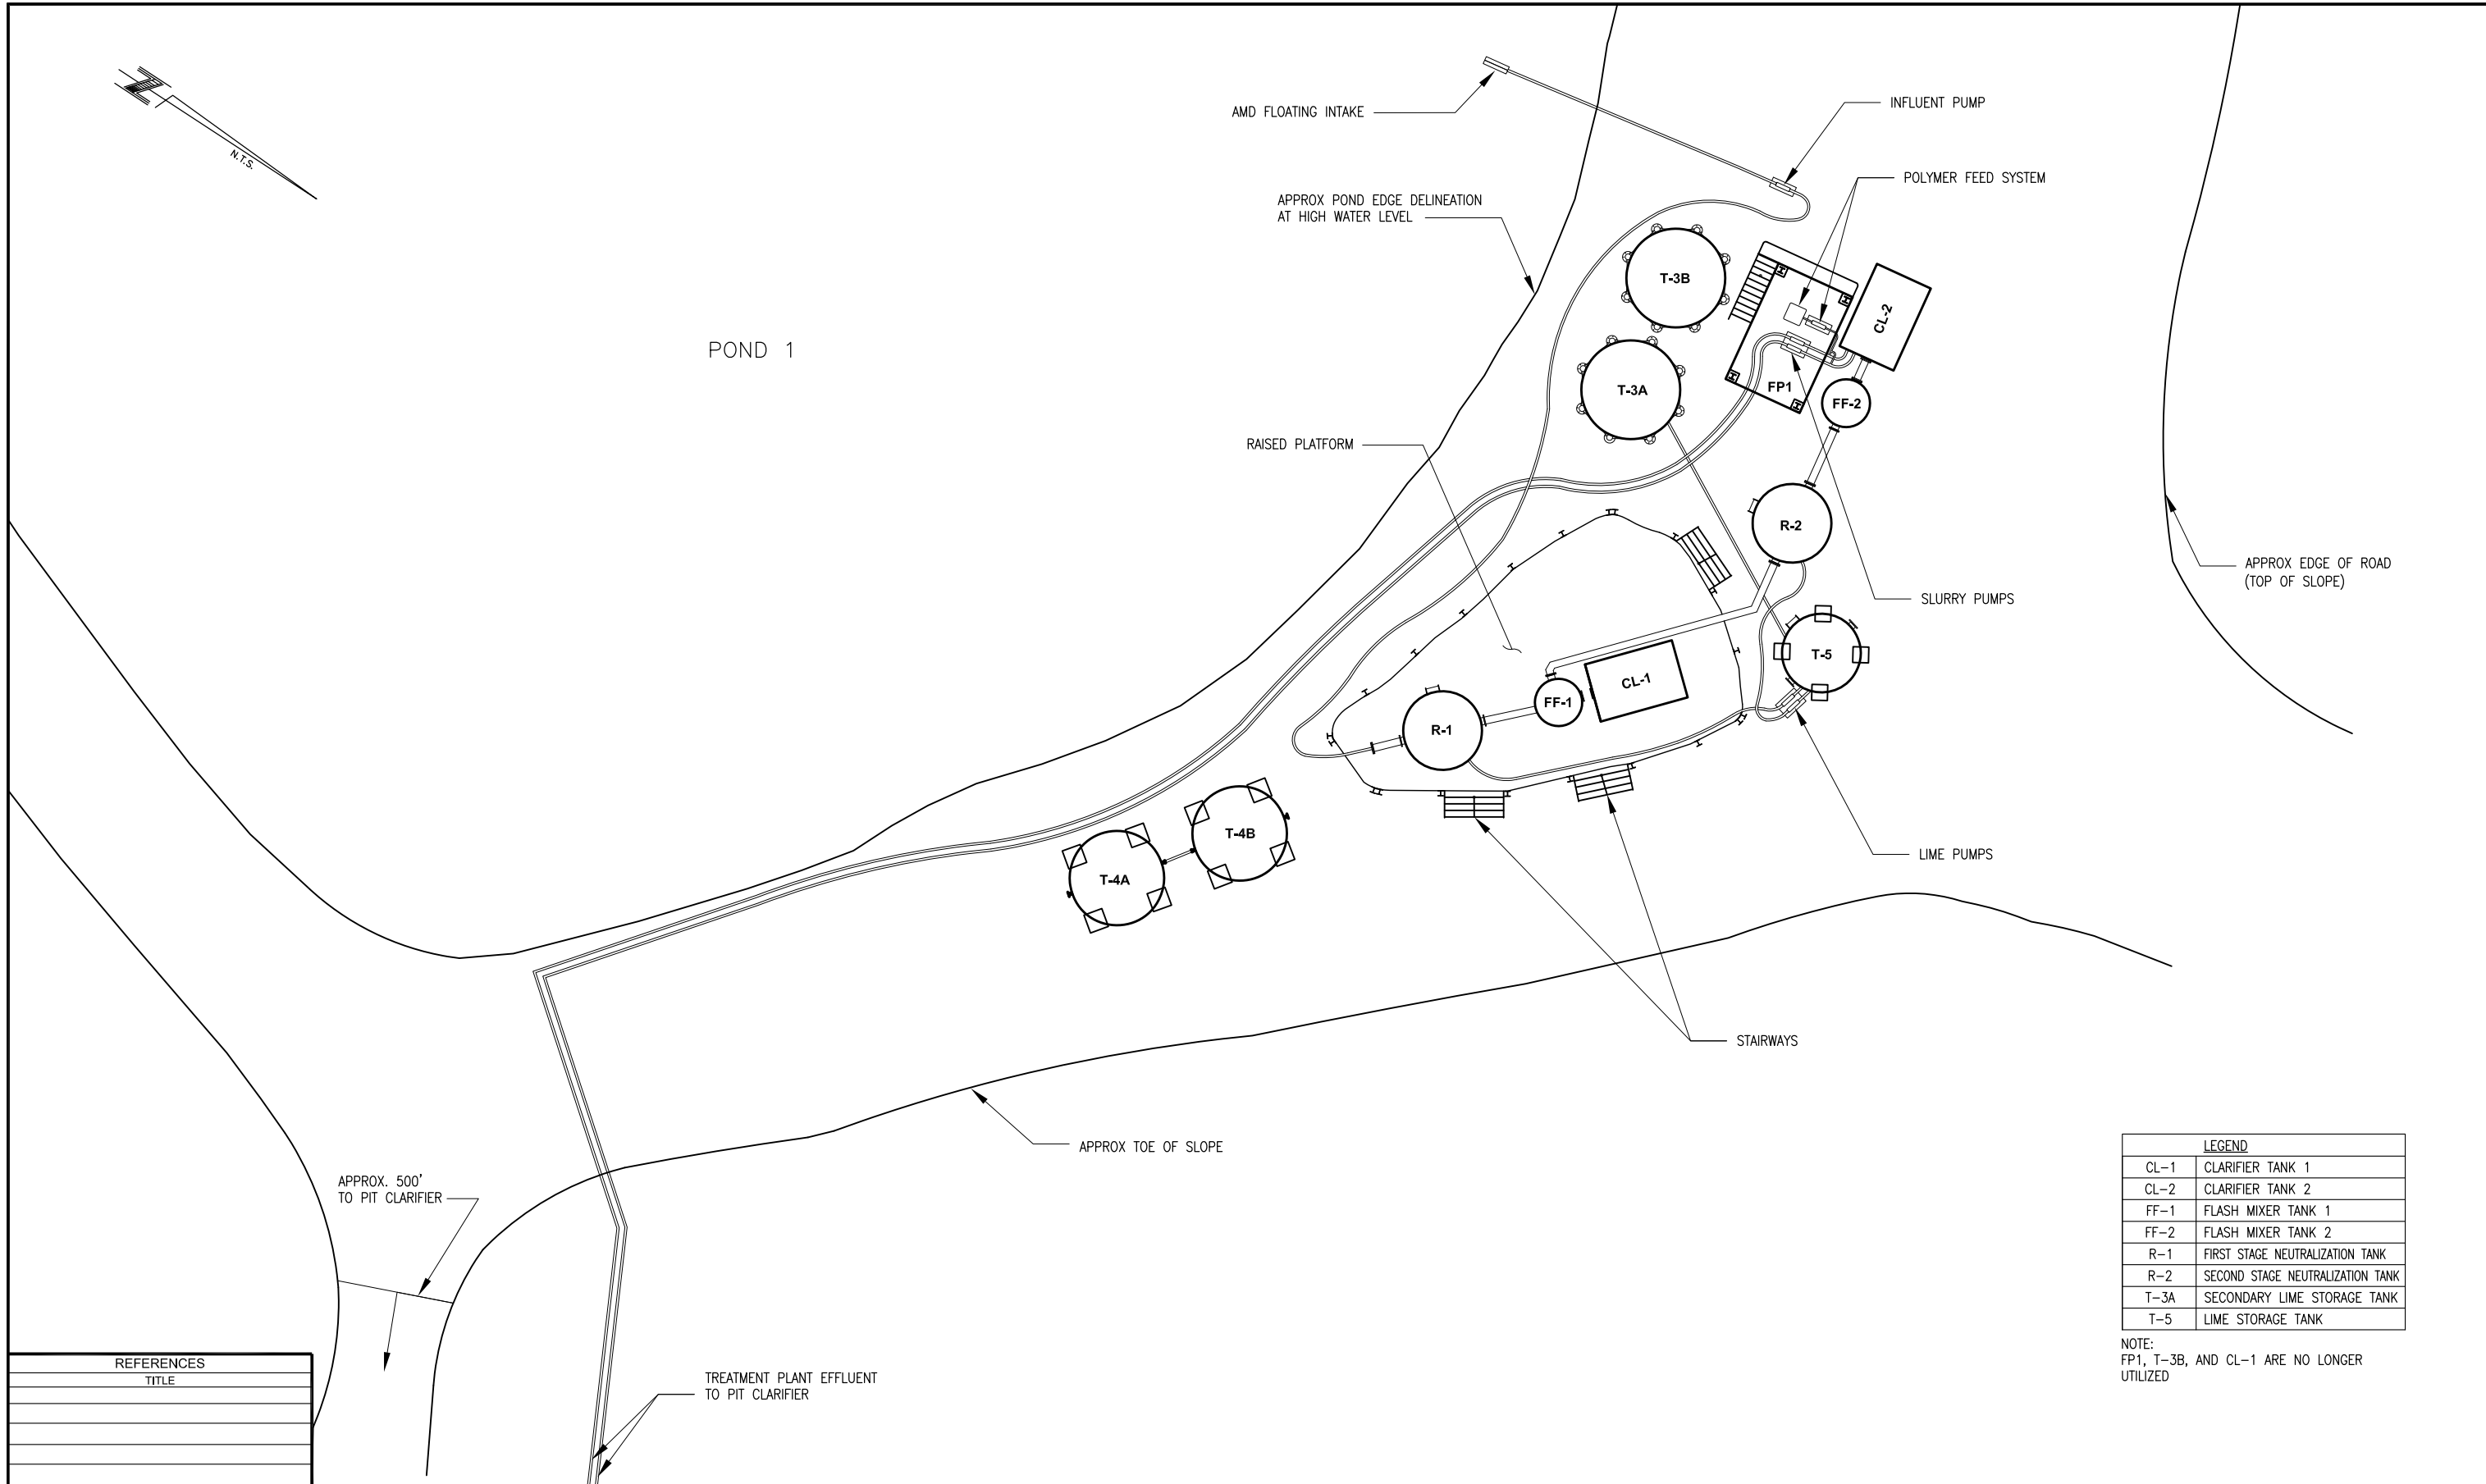 N
N.T.S.
AMD FLOATING INTAKE
INFLUENT PUMP
POLYMER FEED SYSTEM
APPROX POND EDGE DELINEATION
AT HIGH WATER LEVEL
T-3B
CL-2
POND 1
T-3A
FP1
FF-2
RAISED PLATFORM
R-2
APPROX EDGE OF ROAD
(TOP OF SLOPE)
SLURRY PUMPS
T-5
CL-1
FF-1
R-1
T-4B
LIME PUMPS
T-4A
STAIRWAYS
APPROX TOE OF SLOPE
APPROX. 500'
TO PIT CLARIFIER
TREATMENT PLANT EFFLUENT
TO PIT CLARIFIER
REFERENCES
TITLE
LEGEND
CL-1 CLARIFIER TANK 1
CL-2 CLARIFIER TANK 2
FF-1 FLASH MIXER TANK 1
FF-2 FLASH MIXER TANK 2
R-1 FIRST STAGE NEUTRALIZATION TANK
R-2 SECOND STAGE NEUTRALIZATION TANK
T-3A SECONDARY LIME STORAGE TANK
T-5 LIME STORAGE TANK
NOTE:
FP1, T-3B, AND CL-1 ARE NO LONGER
UTILIZED